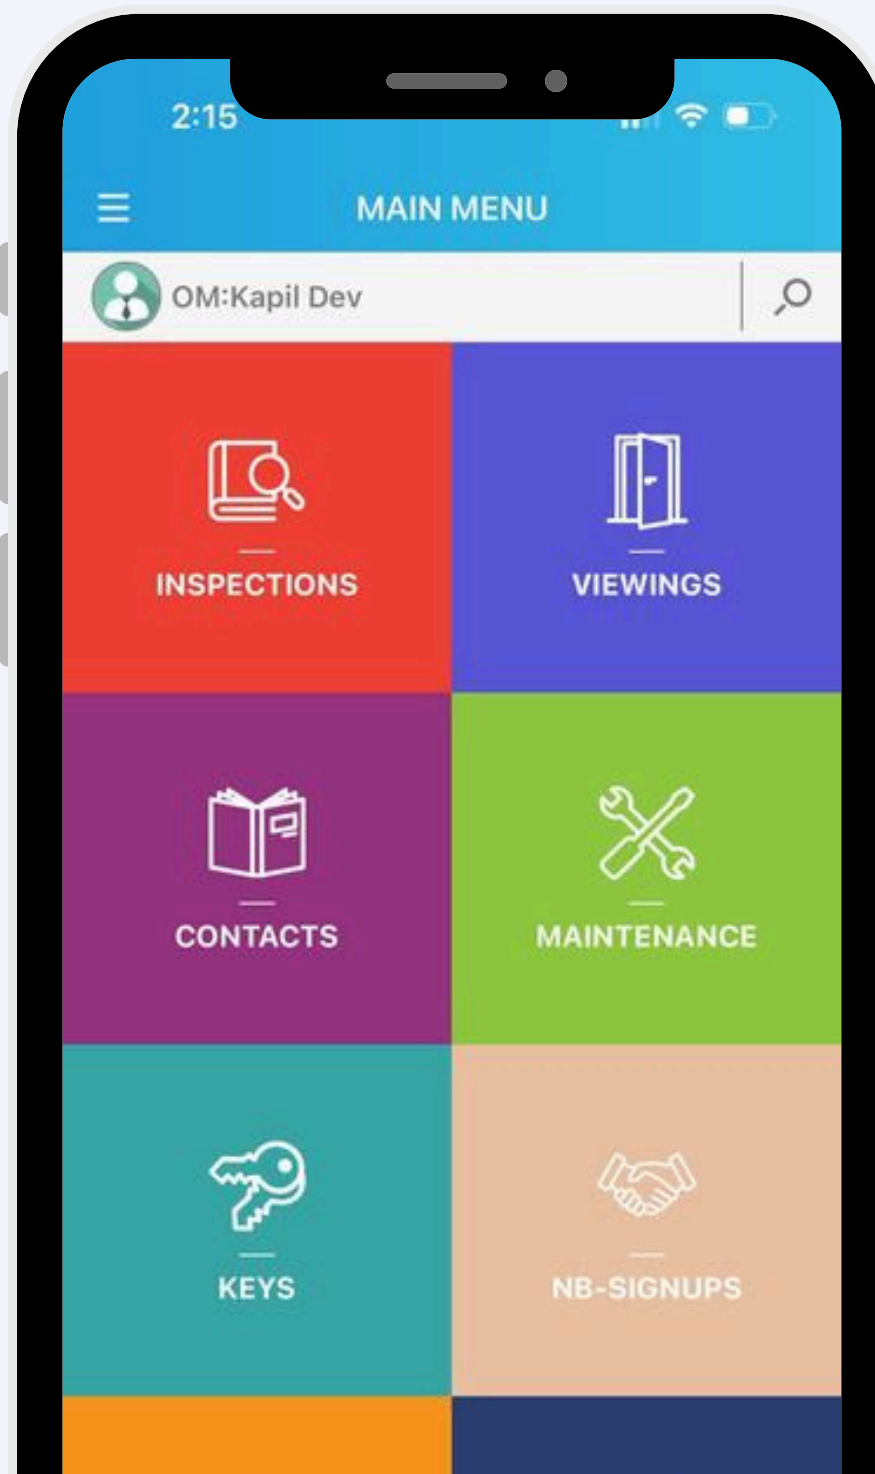 2:15
MAIN MENU
OM:Kapil Dev
INSPECTIONS
VIEWINGS
CONTACTS
MAINTENANCE
KEYS
NB-SIGNUPS